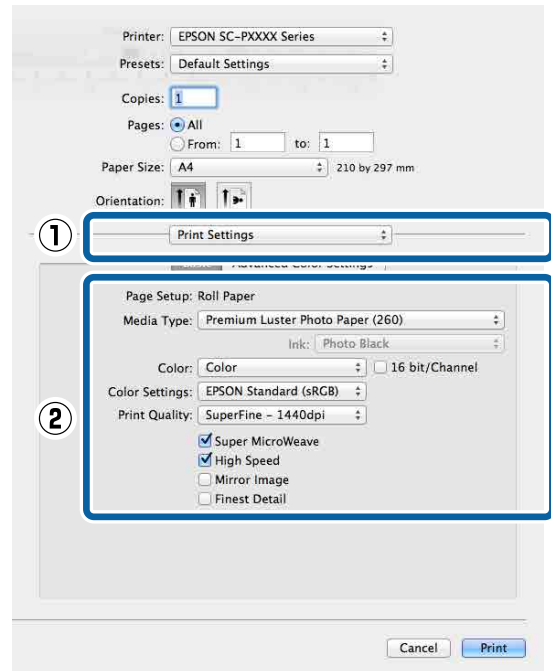 Printer: EPSON SC-PXXXX Series
Presets: Default Settings
Copies: 1
Pages: All
From: 1 to: 1
Paper Size: A4 210 by 297 mm
Orientation:
1 Print Settings
Advanced Color Settings
Page Setup: Roll Paper
Media Type: Premium Luster Photo Paper (260)
Ink: Photo Black
Color: Color 16 bit/Channel
Color Settings: EPSON Standard (sRGB)
2 Print Quality: SuperFine - 1440dpi
Super MicroWeave
High Speed
Mirror Image
Finest Detail
Cancel Print